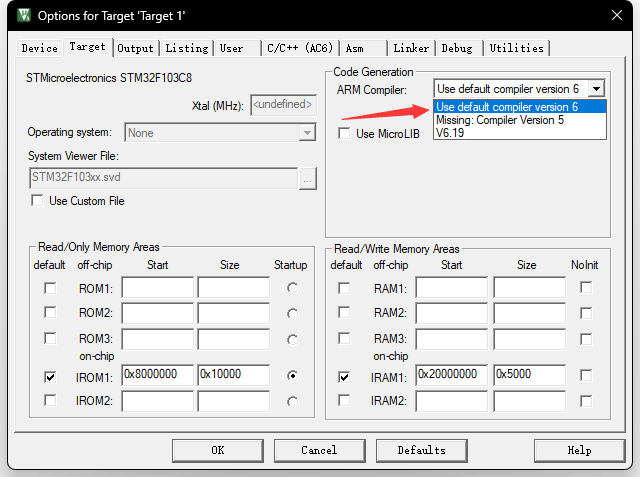 Options for Target 'Target 1'
Device Target Output Listing User C/C++ (AC6) Asm Linker Debug Utilities
STMicroelectronics STM32F103C8
Xtal (MHz): <undefined>
Operating system: None
System Viewer File:
STM32F103xx.svd ...
Use Custom File
Code Generation
ARM Compiler: Use default compiler version 6
Use default compiler version 6
Missing: Compiler Version 5
V6.19
Use MicroLIB
Read/Only Memory Areas
default off-chip Start Size Startup
ROM1:
ROM2:
ROM3:
on-chip
IROM1: 0x8000000 0x10000
IROM2:
Read/Write Memory Areas
default off-chip Start Size NoInit
RAM1:
RAM2:
RAM3:
on-chip
IRAM1: 0x20000000 0x5000
IRAM2:
OK Cancel Defaults Help